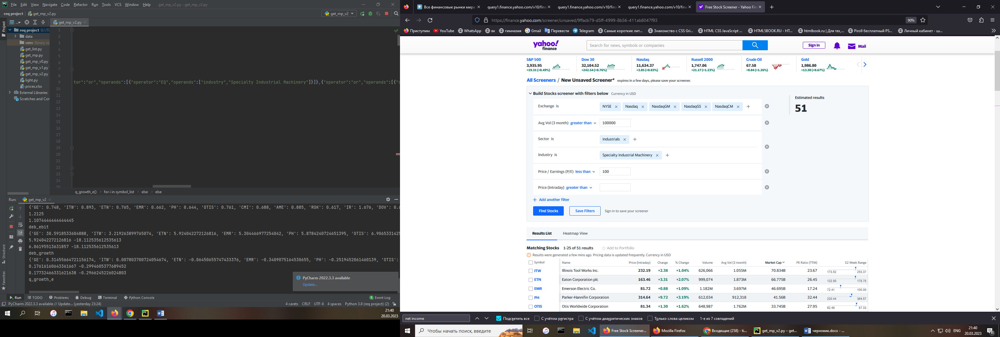 File Edit View Navigate Code Refactor Run Tools VCS Window Help get_mp_v2.py - get_mp_v2.py
req project get_mp_v2.py get_mp_v2
Project
get_mp_v2.py
req project G:\!Ti
data
venv library ro
get_list.py
get_mp.py
get_mp_v0.py
get_mp_v1.py
get_mp_v2.py
light.py
prices.xlsx
External Libraries
Scratches and Con
1
2
3
4
5
6
7
8
9
10
11
12
13
14
15
16
17
18
19
20
21
22
23
24
25
tor":"or","operands":[{"operator":"EQ","operands":["industry","Specialty Industrial Machinery"]}]},{"operator":"or","operands":[{"o
q_growth_e() for i in symbol_list else else
Run: get_mp_v2
{'GE': 0.748, 'ITW': 0.893, 'ETN': 0.765, 'EMR': 0.662, 'PH': 0.644, 'OTIS': 0.761, 'CMI': 0.688, 'AME': 0.885, 'ROK': 0.617, 'IR': 1.676, 'DOV': 0.6
1.2125
1.1074444444444445
deb_ebit
{'GE': 30.5918533604888, 'ITW': 3.219263899765074, 'ETN': 5.924042272126816, 'EMR': 5.304466977254042, 'PH': 5.8784240724651395, 'OTIS': 6.9065331425
5.924042272126816 -18.112535612535613
6.06195513631857 -18.112535612535613
deb_growth
{'GE': 0.31455664721156174, 'ITW': 0.007803700724054674, 'ETN': -0.06450655747433376, 'EMR': -0.3409075164530655, 'PH': -0.2519452061460139, 'OTIS':
0.17616160643361667 -0.2994605377689452
0.17732466331621638 -0.2966245226024803
q_growth_e
PyCharm 2022.3.3 available
Update...
Structure
Favorites
Run TODO Problems Debug Terminal Python Console 1 Event Log
PyCharm 2022.3.3 available // Update... (yesterday 23:24) 4 carets CRLF UTF-8 4 spaces Python 3.8 (req project) (2)
21:40
20.03.2023
Все финансовые рынки мира query1.finance.yahoo.com/v10/fina query1.finance.yahoo.com/v10/fina query1.finance.yahoo.com/v10/fina Free Stock Screener - Yahoo Fin
https://finance.yahoo.com/screener/unsaved/9ffacb79-d5ff-4999-8b56-411ab8047f93 90%
Приступим YouTube WhatsApp вк гимназия Gmail Перевести Telegram Самые короткие лит... Знакомство с CSS Gri... HTML CSS JavaScript ... HTML5BOOK.RU - HT... htmlbook.ru | Для тех,... Piroll бесплатный PS... Личный кабинет - ш...
yahoo! finance
Search for news, symbols or companies
Sign in Mail
S&P 500 Dow 30 Nasdaq Russell 2000 Crude Oil Gold
3,935.95 32,104.52 11,634.37 1,747.06 67.58 1,986.80
+19.31 (+0.49%) +242.54 (+0.76%) +3.85 (+0.03%) +21.17 (+1.23%) +0.84 (+1.26%) +13.30 (+0.67%)
All Screeners / New Unsaved Screener* expires in a few days, please save your screener.
Build Stocks screener with filters below Currency in USD
Estimated results
51
Exchange is NYSE Nasdaq NasdaqGM NasdaqGS NasdaqCM
Avg Vol (3 month) greater than 100000
Sector is Industrials
Industry is Specialty Industrial Machinery
Price / Earnings (P/E) less than 100
Price (Intraday) greater than
Add another filter
Find Stocks Save Filters Sign in to save your screener
Results List Heatmap View
Matching Stocks 1-25 of 51 results Add to Portfolio
Results were generated a few mins ago. Pricing data is updated frequently. Currency in USD
Symbol Name Price (Intraday) Change % Change Volume Avg Vol (3 month) Market Cap PE Ratio (TTM) 52 Week Range
ITW Illinois Tool Works Inc. 232.19 +2.38 +1.04% 626,066 1.055M 70.834B 23.67 173.52 253.37
ETN Eaton Corporation plc 163.46 +3.31 +2.07% 999,074 1.873M 66.775B 26.45 122.50 178.75
EMR Emerson Electric Co. 81.72 +0.88 +1.09% 1.182M 3.697M 46.695B 17.24 72.41 100.00
PH Parker-Hannifin Corporation 314.64 +9.72 +3.19% 612,034 912,318 41.56B 32.44 230.44 364.57
OTIS Otis Worldwide Corporation 81.34 +1.30 +1.62% 648,987 1.762M 33.745B 27.95 62.49 87.33
net income Подсветить все С учётом регистра С учётом диакритических знаков Только слова целиком 1-е из 7 совпадений
Чтобы начать поиск, введите
Free Stock Screener... Mozilla Firefox Входящие (258) - ti... get_mp_v2.py – get... черновик.docx - ...
ENG
21:40
20.03.2023
11